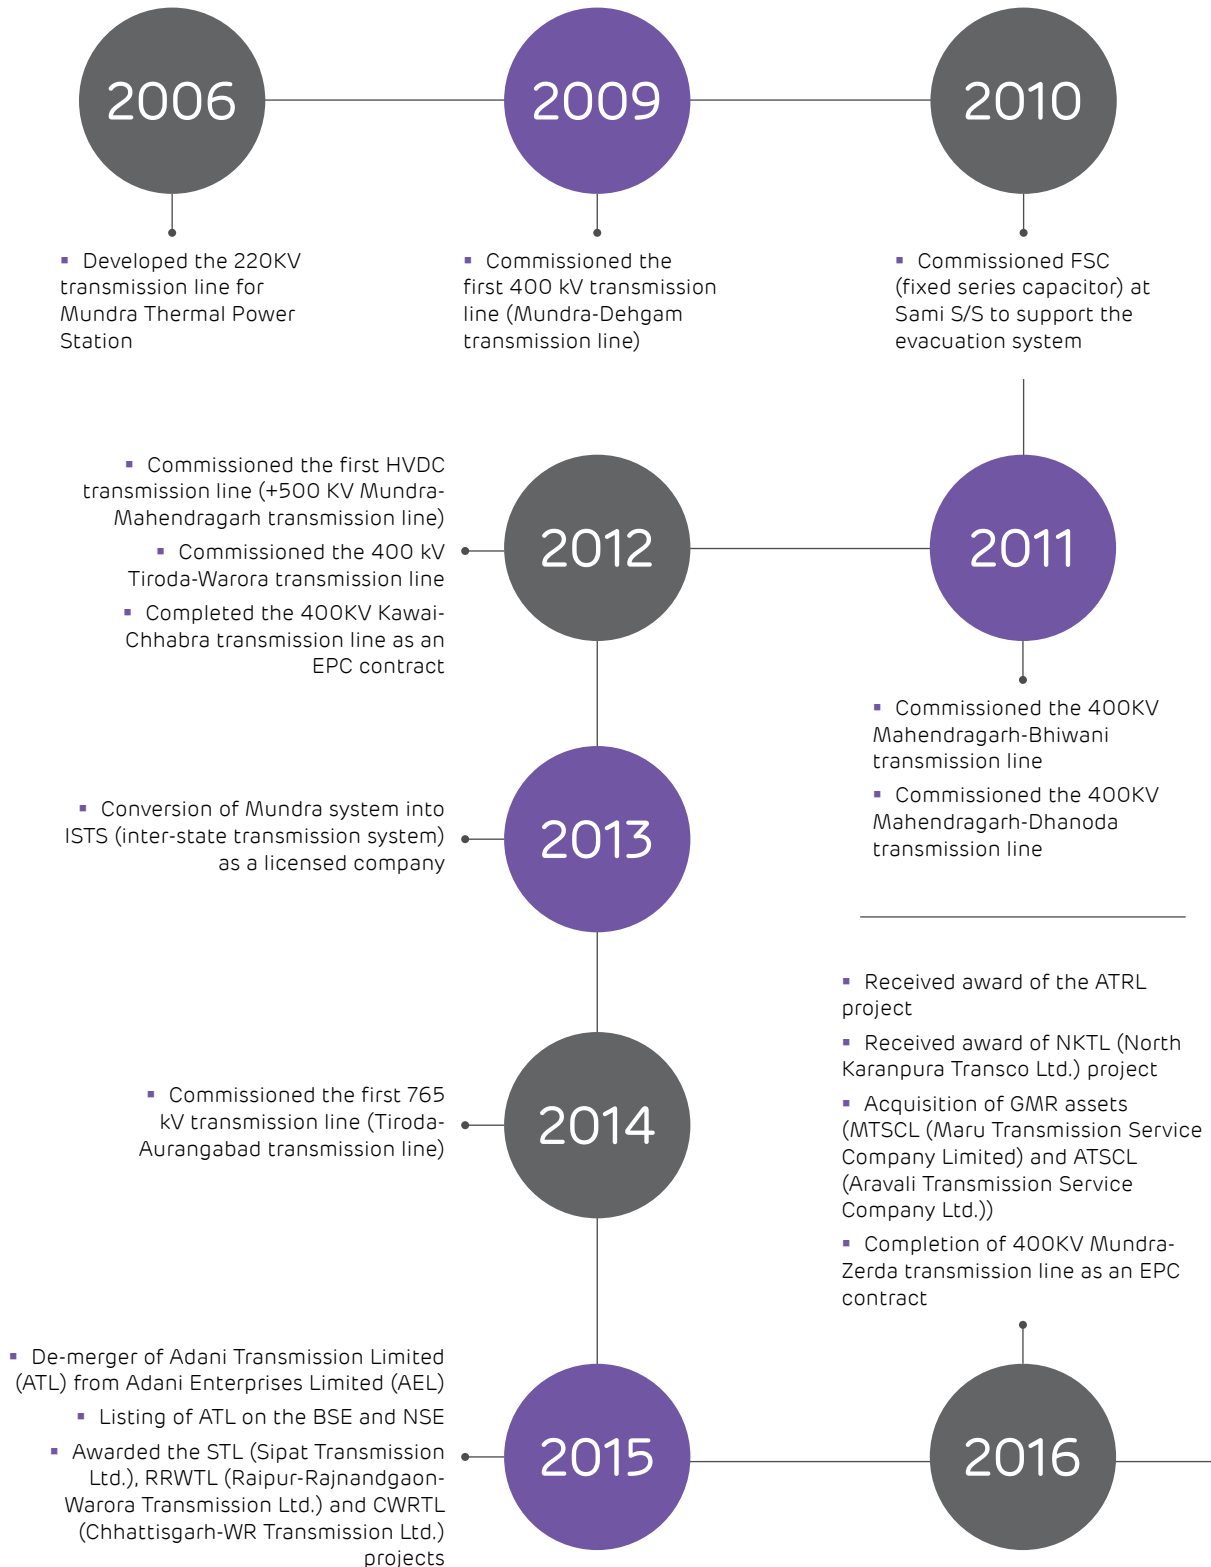 2006
▪ Developed the 220KV
transmission line for
Mundra Thermal Power
Station
2009
▪ Commissioned the
first 400 kV transmission
line (Mundra-Dehgam
transmission line)
2010
▪ Commissioned FSC
(fixed series capacitor) at
Sami S/S to support the
evacuation system
2011
▪ Commissioned the 400KV
Mahendragarh-Bhiwani
transmission line
▪ Commissioned the 400KV
Mahendragarh-Dhanoda
transmission line
2012
▪ Commissioned the first HVDC
transmission line (+500 KV Mundra-
Mahendragarh transmission line)
▪ Commissioned the 400 kV
Tiroda-Warora transmission line
▪ Completed the 400KV Kawai-
Chhabra transmission line as an
EPC contract
2013
▪ Conversion of Mundra system into
ISTS (inter-state transmission system)
as a licensed company
2014
▪ Commissioned the first 765
kV transmission line (Tiroda-
Aurangabad transmission line)
2015
▪ De-merger of Adani Transmission Limited
(ATL) from Adani Enterprises Limited (AEL)
▪ Listing of ATL on the BSE and NSE
▪ Awarded the STL (Sipat Transmission
Ltd.), RRWTL (Raipur-Rajnandgaon-
Warora Transmission Ltd.) and CWRTL
(Chhattisgarh-WR Transmission Ltd.)
projects
2016
▪ Received award of the ATRL
project
▪ Received award of NKTL (North
Karanpura Transco Ltd.) project
▪ Acquisition of GMR assets
(MTSCL (Maru Transmission Service
Company Limited) and ATSCL
(Aravali Transmission Service
Company Ltd.))
▪ Completion of 400KV Mundra-
Zerda transmission line as an EPC
contract